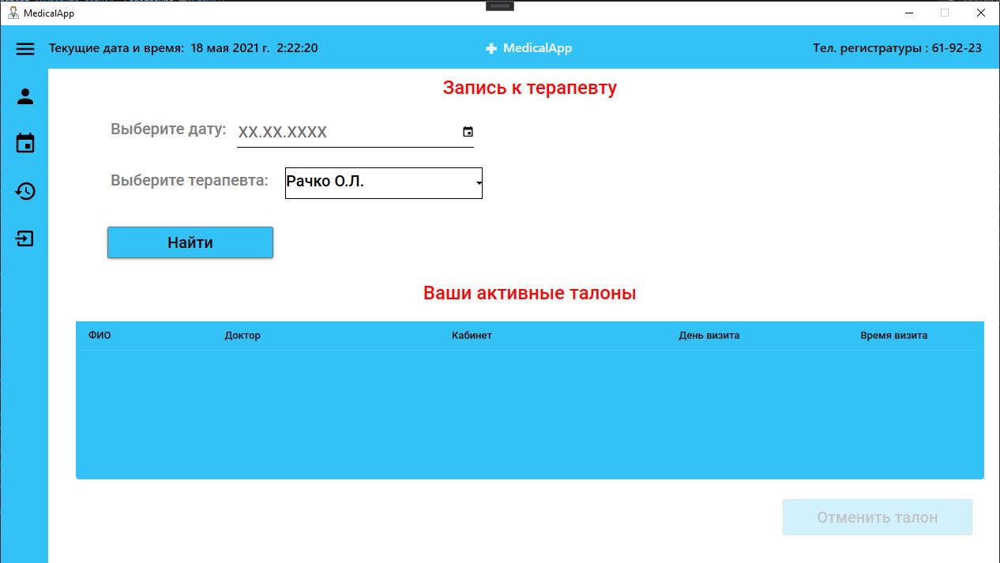 MedicalApp
Текущие дата и время: 18 мая 2021 г. 2:22:20
MedicalApp
Тел. регистратуры : 61-92-23
Запись к терапевту
Выберите дату: XX.XX.XXXX
Выберите терапевта: Рачко О.Л.
Найти
Ваши активные талоны
ФИО Доктор Кабинет День визита Время визита
Отменить талон